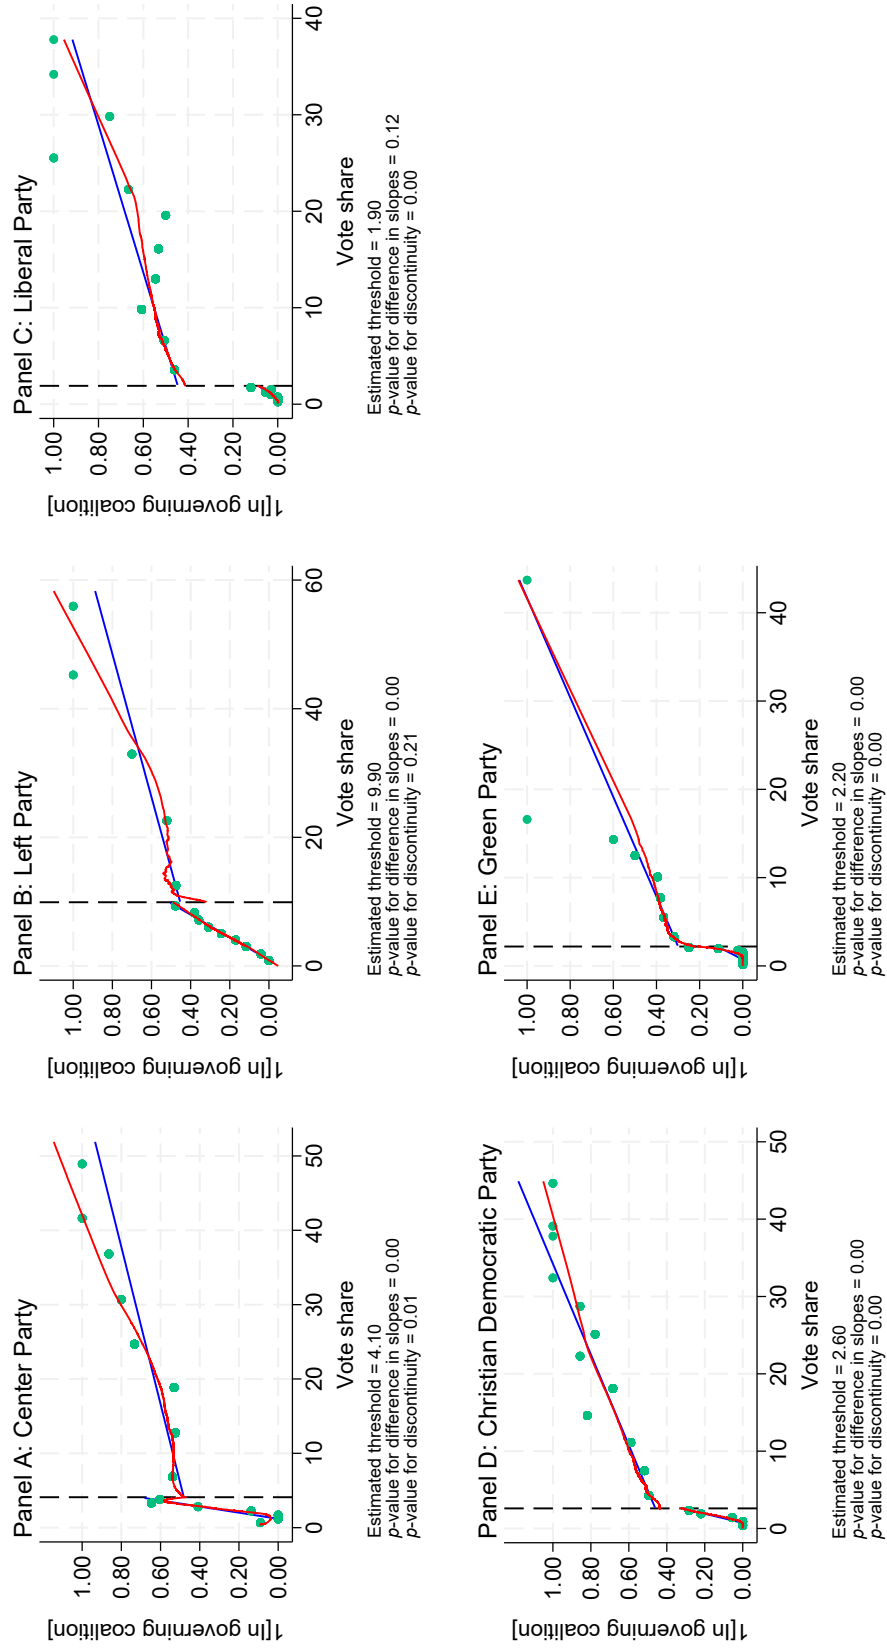 Panel A: Center Party
1[In governing coalition]
1.00
0.80
0.60
0.40
0.20
0.00
0 10 20 30 40 50
Vote share
Estimated threshold = 4.10
p-value for difference in slopes = 0.00
p-value for discontinuity = 0.01
Panel B: Left Party
1[In governing coalition]
1.00
0.80
0.60
0.40
0.20
0.00
0 20 40 60
Vote share
Estimated threshold = 9.90
p-value for difference in slopes = 0.00
p-value for discontinuity = 0.21
Panel C: Liberal Party
1[In governing coalition]
1.00
0.80
0.60
0.40
0.20
0.00
0 10 20 30 40
Vote share
Estimated threshold = 1.90
p-value for difference in slopes = 0.12
p-value for discontinuity = 0.00
Panel D: Christian Democratic Party
1[In governing coalition]
1.00
0.80
0.60
0.40
0.20
0.00
0 10 20 30 40 50
Vote share
Estimated threshold = 2.60
p-value for difference in slopes = 0.00
p-value for discontinuity = 0.00
Panel E: Green Party
1[In governing coalition]
1.00
0.80
0.60
0.40
0.20
0.00
0 10 20 30 40
Vote share
Estimated threshold = 2.20
p-value for difference in slopes = 0.00
p-value for discontinuity = 0.00